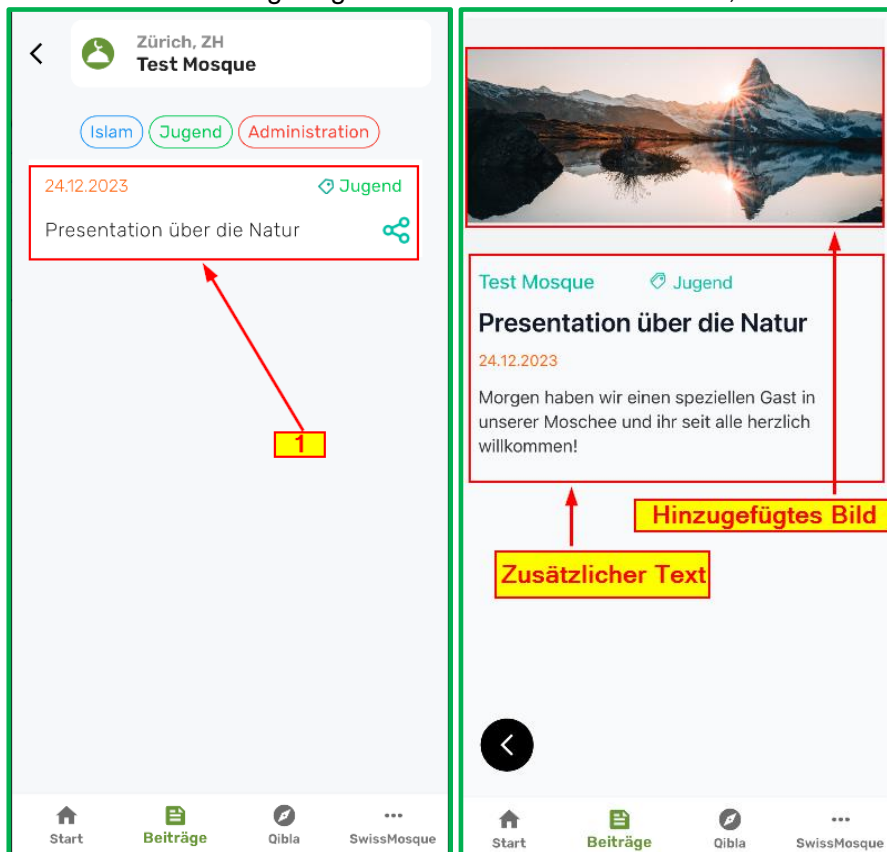 Zürich, ZH
Test Mosque
Islam Jugend Administration
24.12.2023 Jugend
Presentation über die Natur
1
Start Beiträge Qibla SwissMosque
Test Mosque Jugend
Presentation über die Natur
24.12.2023
Morgen haben wir einen speziellen Gast in
unserer Moschee und ihr seit alle herzlich
willkommen!
Hinzugefügtes Bild
Zusätzlicher Text
Start Beiträge Qibla SwissMosque